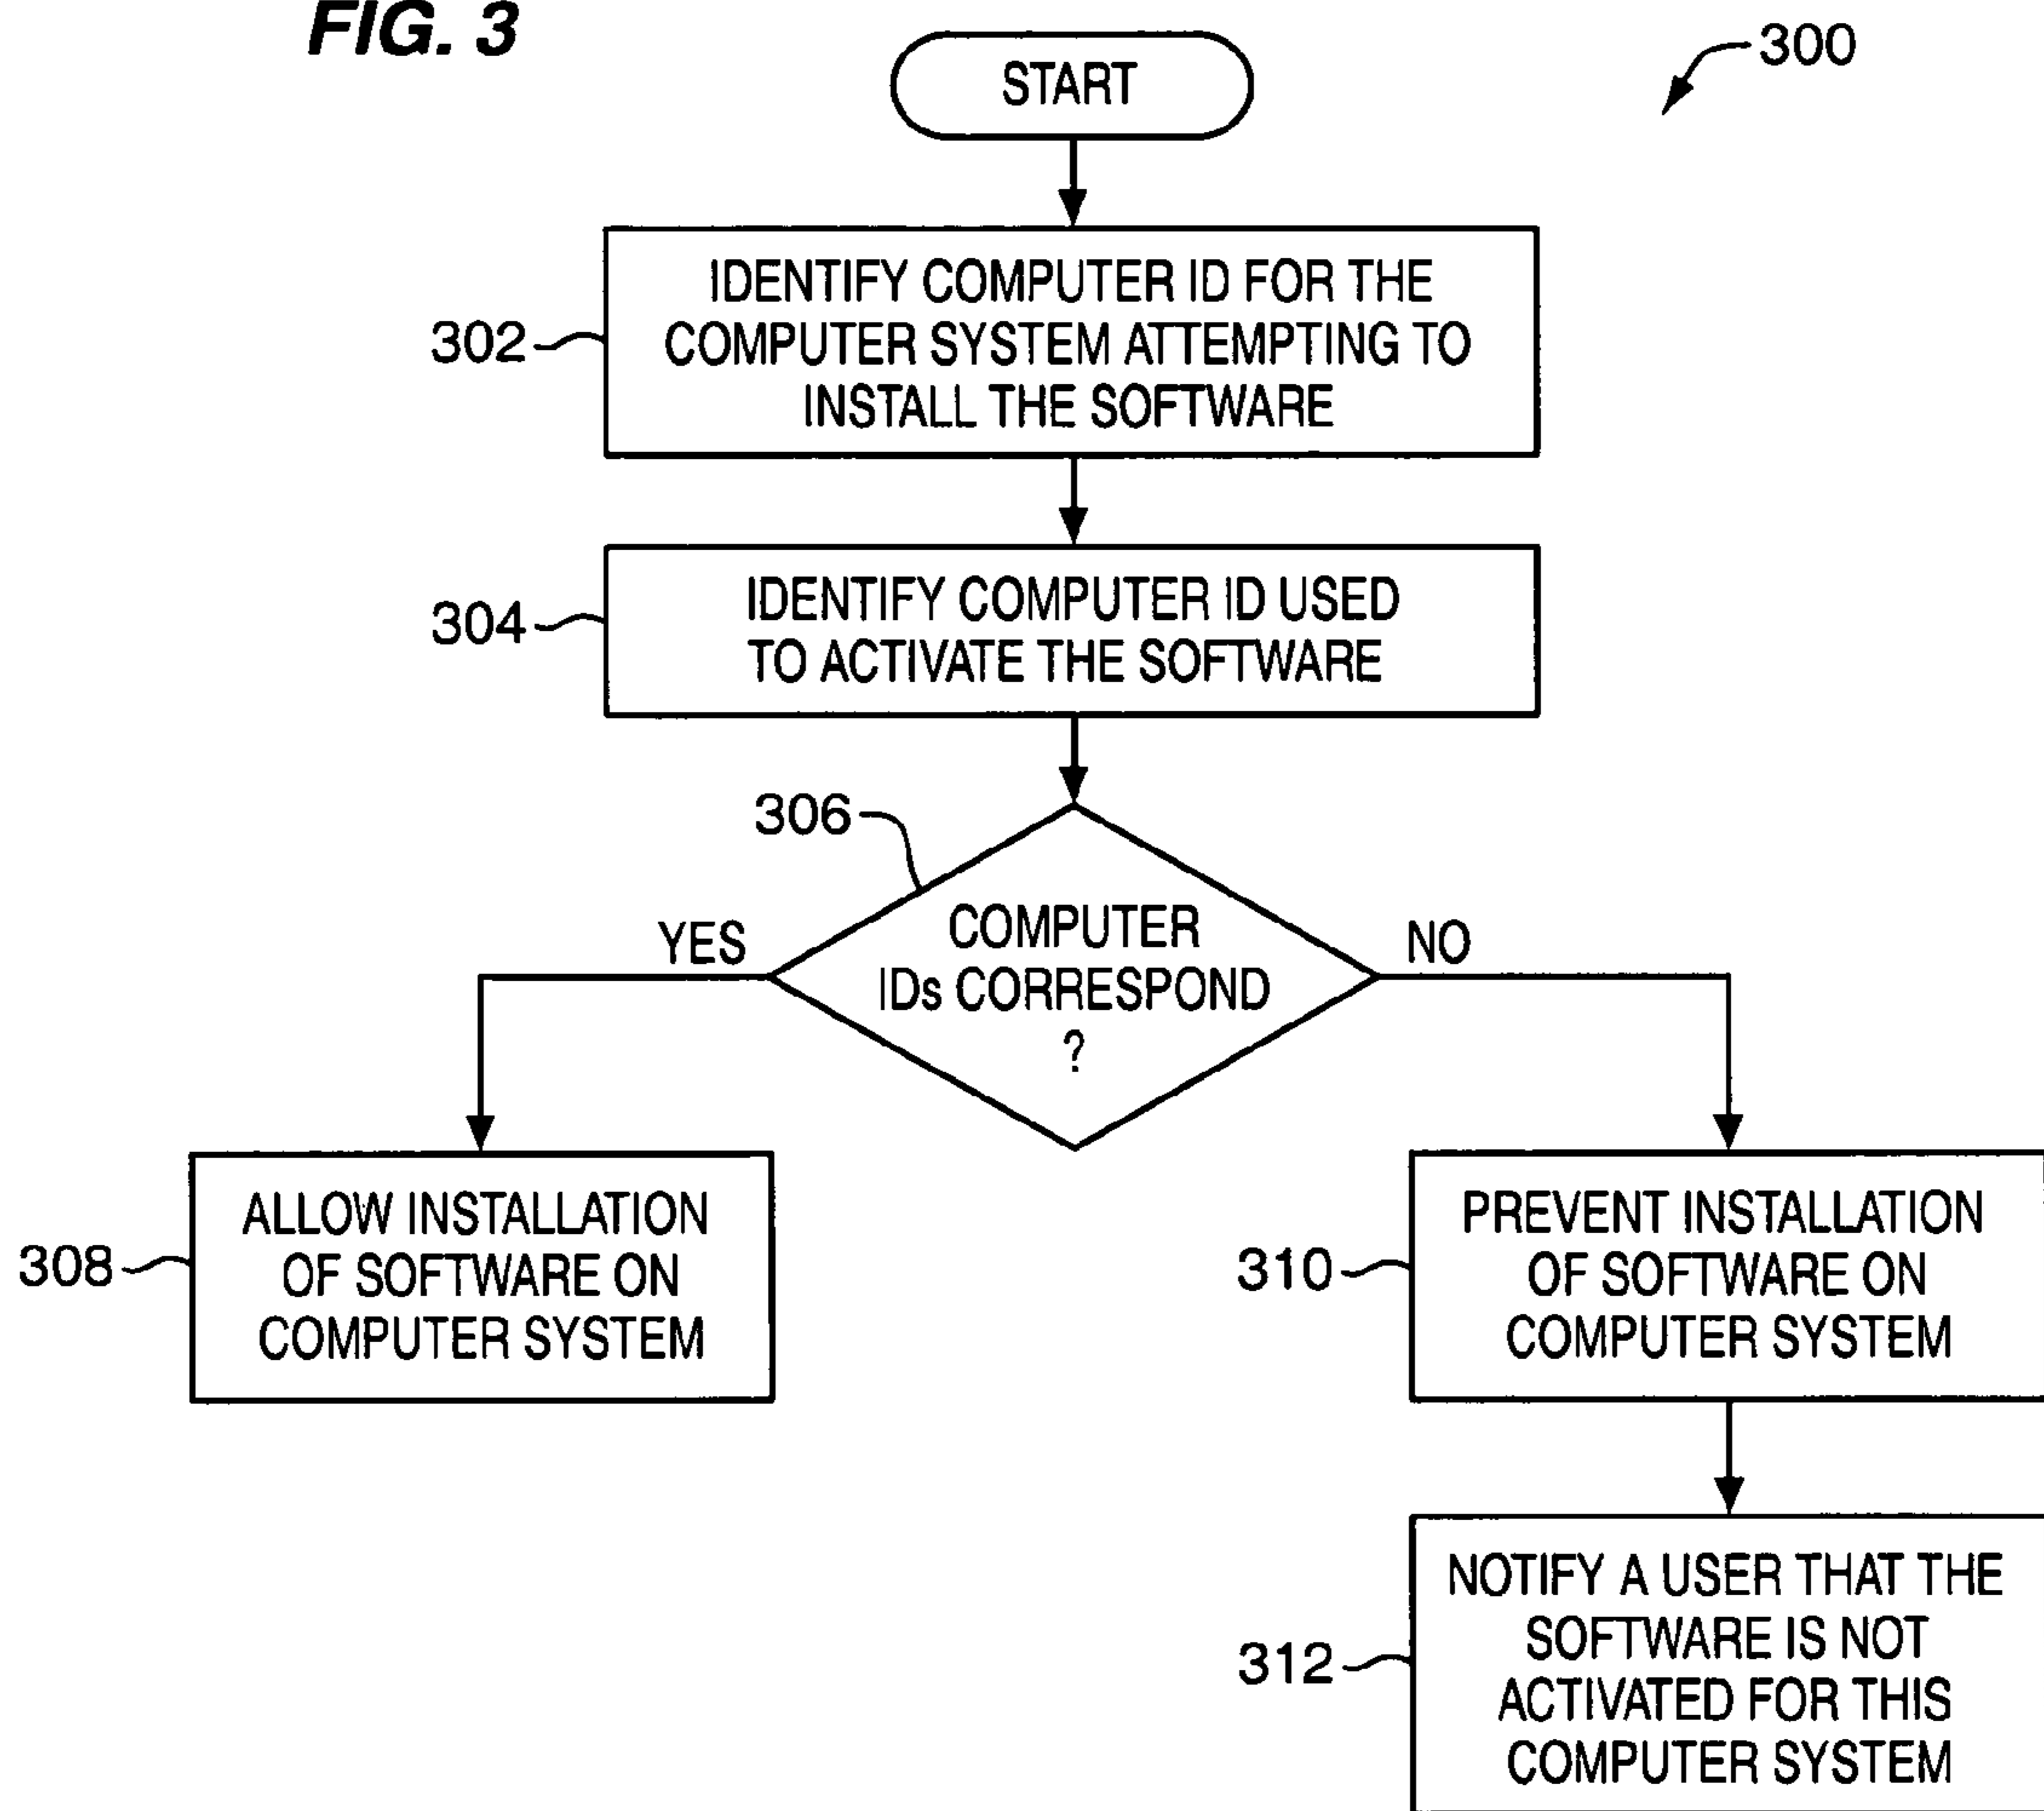 FIG. 3
300
START
302
IDENTIFY COMPUTER ID FOR THE
COMPUTER SYSTEM ATTEMPTING TO
INSTALL THE SOFTWARE
304
IDENTIFY COMPUTER ID USED
TO ACTIVATE THE SOFTWARE
306
YES
COMPUTER
IDs CORRESPOND
?
NO
308
ALLOW INSTALLATION
OF SOFTWARE ON
COMPUTER SYSTEM
310
PREVENT INSTALLATION
OF SOFTWARE ON
COMPUTER SYSTEM
312
NOTIFY A USER THAT THE
SOFTWARE IS NOT
ACTIVATED FOR THIS
COMPUTER SYSTEM